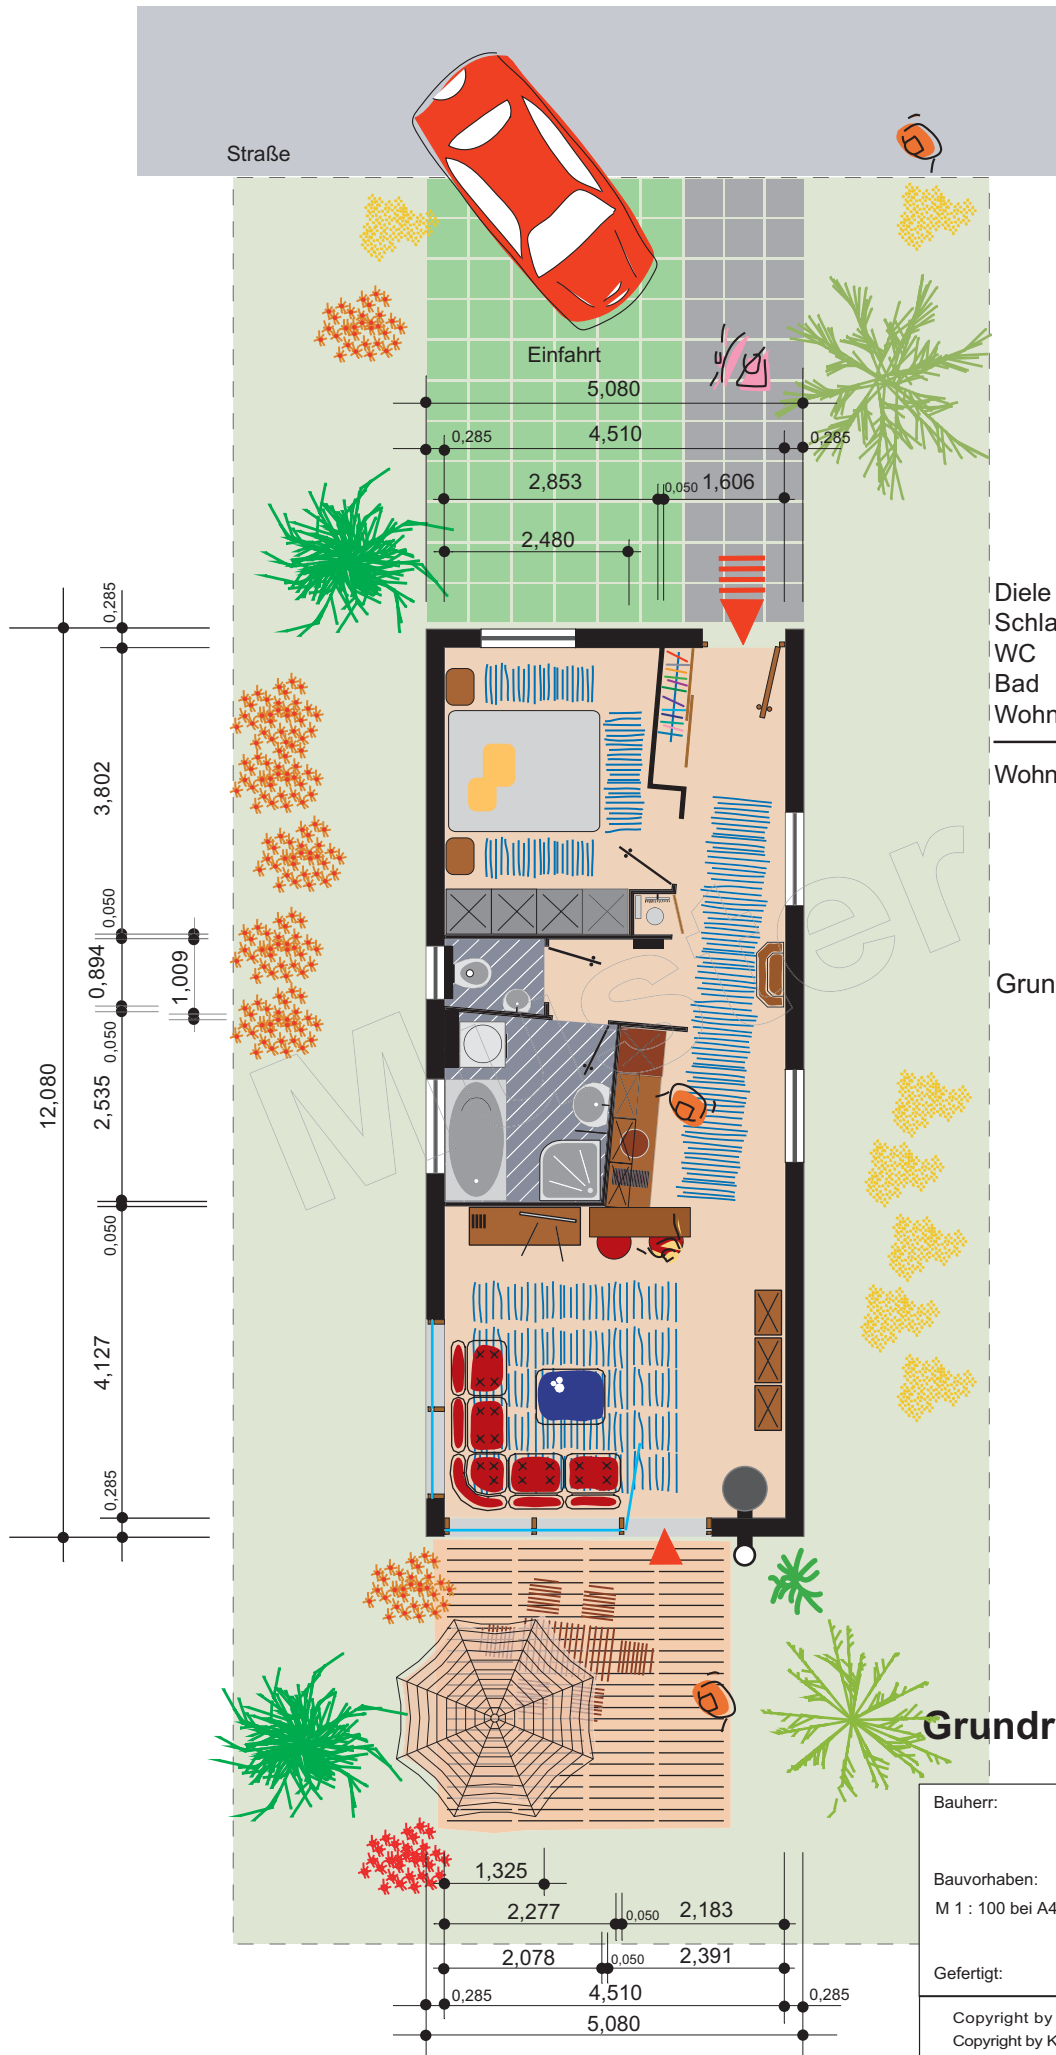 Straße
Einfahrt
5,080
0,285 4,510 0,285
2,853 0,050 1,606
2,480
Diele
Schla
WC
Bad
Wohn
Wohn
Grun
0,285
3,802
0,050
0,894
1,009
0,050
12,080
2,535
0,050
4,127
0,285
Muster
Grundr
Bauherr:
Bauvorhaben:
M 1 : 100 bei A4
Gefertigt:
Copyright by
Copyright by K
1,325
2,277 0,050 2,183
2,078 0,050 2,391
0,285 4,510 0,285
5,080